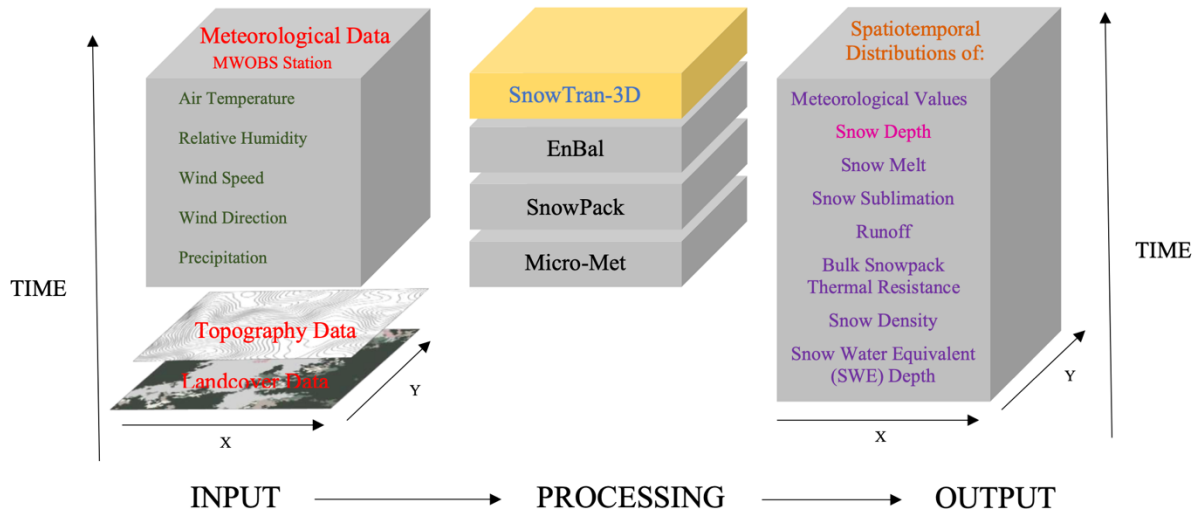 Meteorological Data
MWOBS Station
Air Temperature
Relative Humidity
Wind Speed
Wind Direction
Precipitation
TIME
Topography Data
Landcover Data
X
Y
SnowTran-3D
EnBal
SnowPack
Micro-Met
Spatiotemporal
Distributions of:
Meteorological Values
Snow Depth
Snow Melt
Snow Sublimation
Runoff
Bulk Snowpack
Thermal Resistance
Snow Density
Snow Water Equivalent
(SWE) Depth
X
Y
TIME
INPUT
PROCESSING
OUTPUT